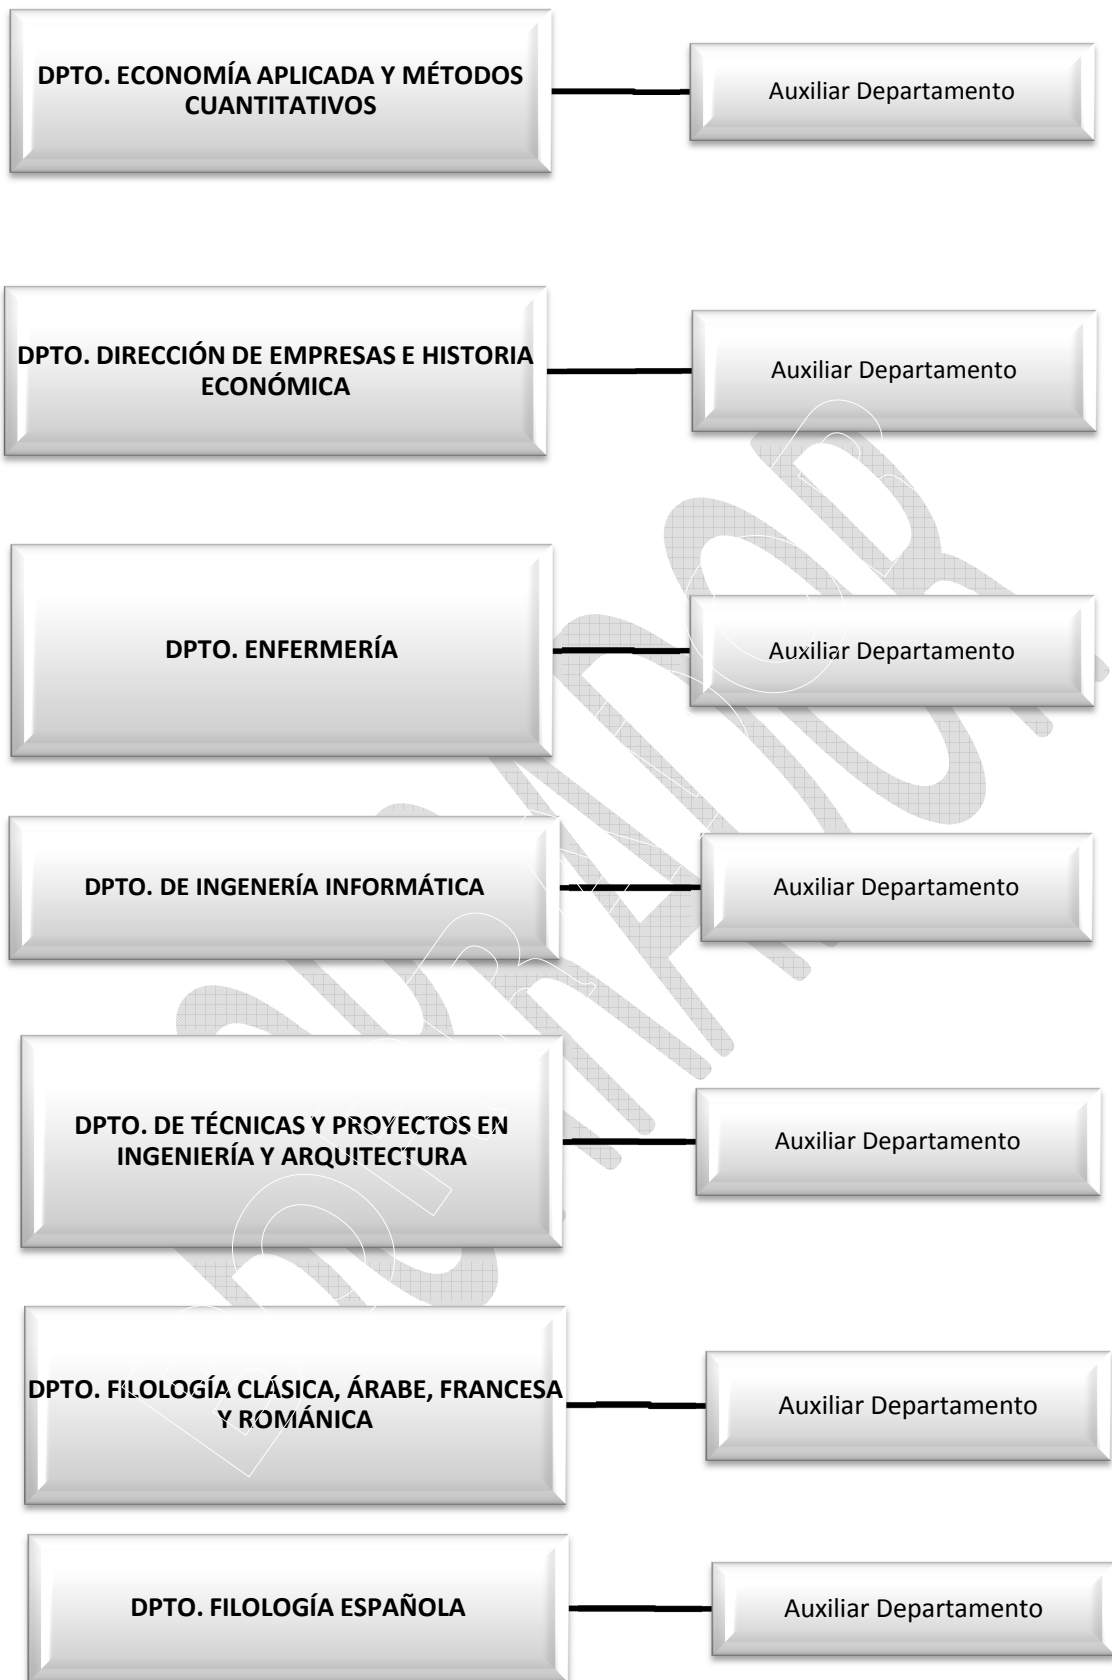 DPTO. ECONOMÍA APLICADA Y MÉTODOS
CUANTITATIVOS
Auxiliar Departamento
DPTO. DIRECCIÓN DE EMPRESAS E HISTORIA
ECONÓMICA
Auxiliar Departamento
DPTO. ENFERMERÍA
Auxiliar Departamento
DPTO. DE INGENERÍA INFORMÁTICA
Auxiliar Departamento
DPTO. DE TÉCNICAS Y PROYECTOS EN
INGENIERÍA Y ARQUITECTURA
Auxiliar Departamento
DPTO. FILOLOGÍA CLÁSICA, ÁRABE, FRANCESA
Y ROMÁNICA
Auxiliar Departamento
DPTO. FILOLOGÍA ESPAÑOLA
Auxiliar Departamento
BORRADOR